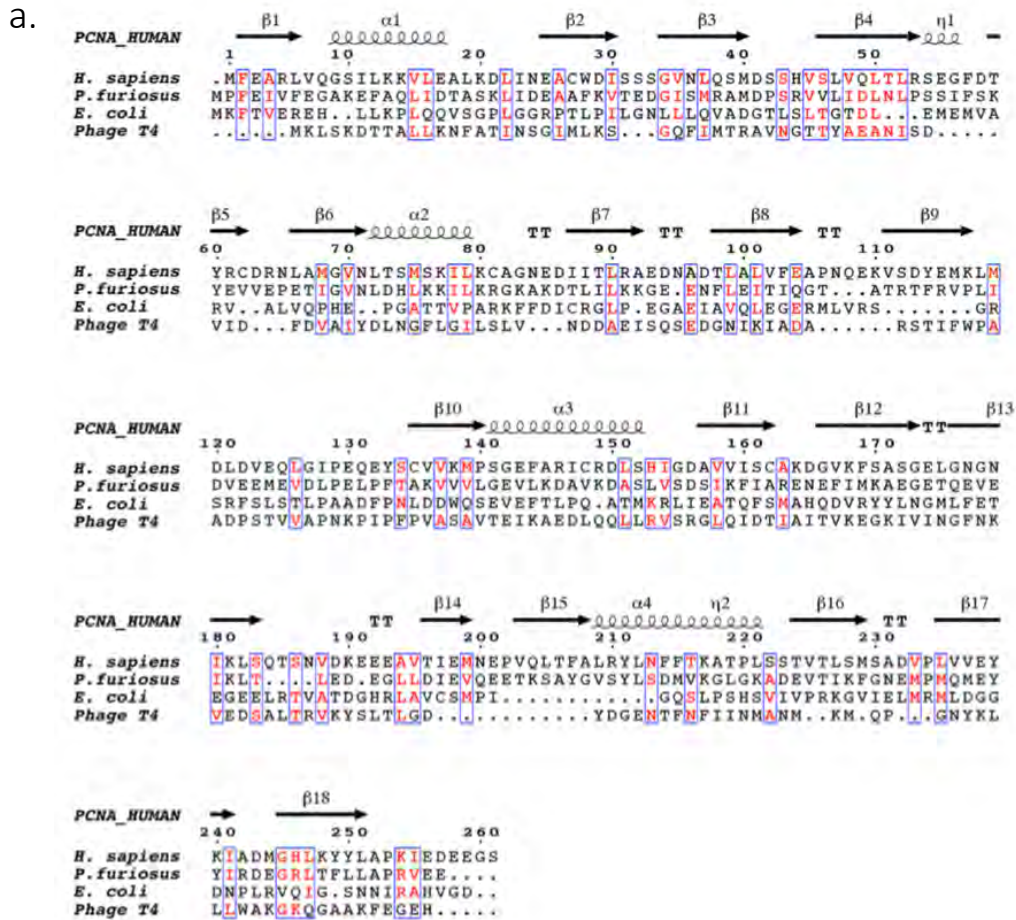 a.
β1 α1 β2 β3 β4 η1
PCNA_HUMAN
1 10 20 30 40 50
H. sapiens .MFEARLVQGSILKKVLEALKDLINEACWDISSSGVNLQSMDSSHVSLVQLTLRSEGFDT
P.furiosus MPFEIVFEGAKEFAQLIDTASKLIDEAAFKVTEDGISMRAMDPSRVVLIDLNLPSSIFSK
E. coli MKFTVEREH..LLKPLQQVSGPLGGRPTLPILGNLLLQVADGTLSLTGTDL..EMEMVA
Phage T4 ...MKLSKDTTALLKNFATINSGIMLKS...GQFIMTRAVNGTTYAEANISD.....
β5 β6 α2 β7 β8 β9
PCNA_HUMAN TT TT TT
60 70 80 90 100 110
H. sapiens YRCDRNLAMGVNLTSMSKILKCAGNEDIITLRAEDNADTLALVFEAPNQEKVSDYEMKLM
P.furiosus YEVVEPETIGVNLDHLKKILKRGKAKDTLILKKGE.ENFLEITIQGT...ATRTFRVPLI
E. coli RV..ALVQPHE..PGATTVPARKFFDICRGLP.EGAEIAVQLEGERMLVRS......GR
Phage T4 VID...FDVAIYDLNGFLGILSLV..NDDAEISQSEDGNIKIADA.....RSTIFWPA
β10 α3 β11 β12 β13
PCNA_HUMAN TT
120 130 140 150 160 170
H. sapiens DLDVEQLGIPEQEYSCVVKMPSGEFARICRDLSHIGDAVVISCAKDGVKFSASGELGNGN
P.furiosus DVEEMEVDLPELPFTAKVVVLGEVLKDAVKDASLVSDSIKFIARENEFIMKAEGETQEVE
E. coli SRFSLSTLPAADFPNLDDWQSEVEFTLPQ.ATMKRLIEATQFSMAHQDVRYYLNGMLFET
Phage T4 ADPSTVVAPNKPIPFPVASAVTEIKAEDLQQLLRVSRGLQIDTIAITVKEGKIVINGFNK
β14 β15 α4 η2 β16 β17
PCNA_HUMAN TT TT
180 190 200 210 220 230
H. sapiens IKLSQTSNVDKEEEAVTIEMNEPVQLTFALRYLNFFTKATPLSSTVTLSMSADVPLVVEY
P.furiosus IKLT...LED.EGLLDIEVQEETKSAYGVSYLSDMVKGLGKADEVTIKFGNEMPMQMEY
E. coli EGEELRTVATDGHRLAVCSMPI...........GQSLPSHSVIVPRKGVIELMRMLDGG
Phage T4 VEDSALTRVKYSLTLGD...........YDGENTFNFIINMANM..KM.QP...GNYKL
β18
PCNA_HUMAN
240 250 260
H. sapiens KIADMGHLKYYLAPKIEDEEGS
P.furiosus YIRDEGRLTFLLAPRVEE....
E. coli DNPLRVQIG.SNNIRAHVGD..
Phage T4 LLWAKGKQGAAKFEGEH.....